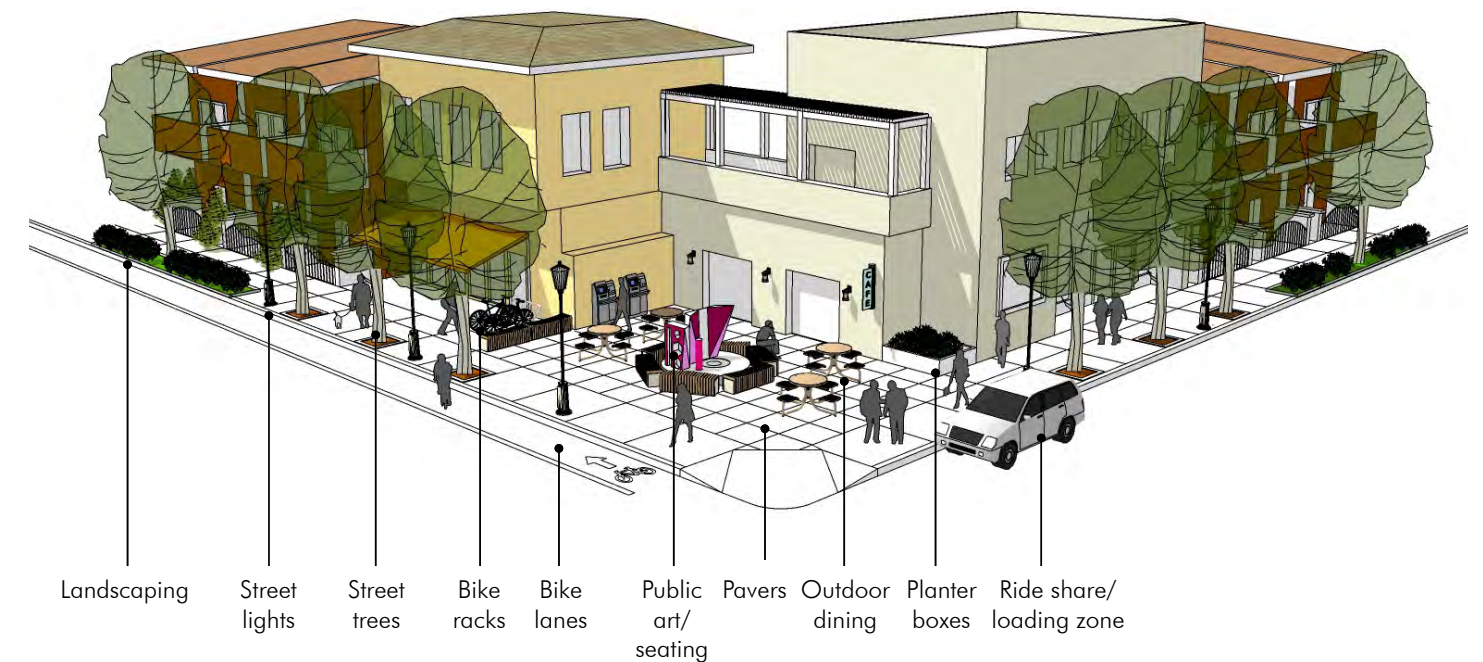 CAFE
Landscaping
Street
lights
Street
trees
Bike
racks
Bike
lanes
Public
art/
seating
Pavers
Outdoor
dining
Planter
boxes
Ride share/
loading zone